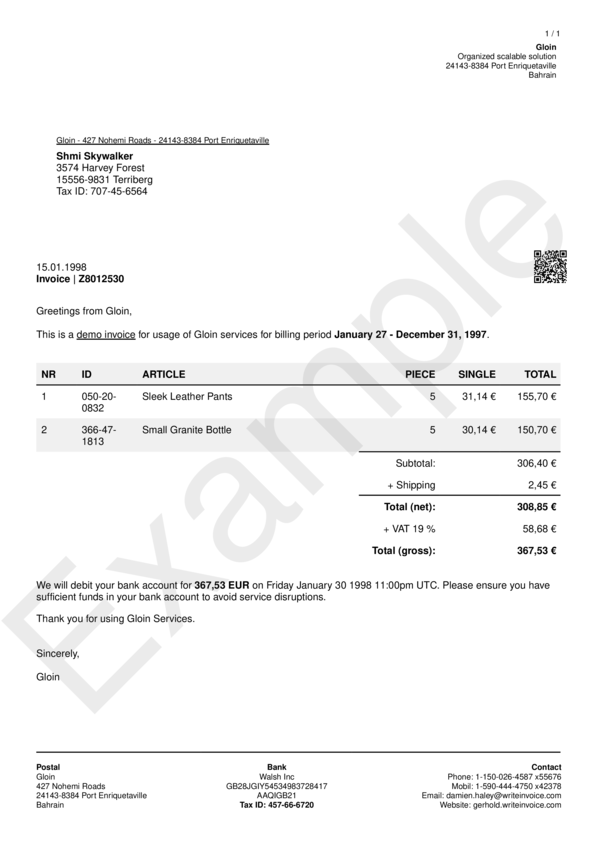 1 / 1
Gloin
Organized scalable solution
24143-8384 Port Enriquetaville
Bahrain
Gloin - 427 Nohemi Roads - 24143-8384 Port Enriquetaville
Shmi Skywalker
3574 Harvey Forest
15556-9831 Terriberg
Tax ID: 707-45-6564
15.01.1998
Invoice | Z8012530
Greetings from Gloin,
This is a demo invoice for usage of Gloin services for billing period January 27 - December 31, 1997.
NR ID ARTICLE PIECE SINGLE TOTAL
1 050-20- Sleek Leather Pants 5 31,14 € 155,70 €
0832
2 366-47- Small Granite Bottle 5 30,14 € 150,70 €
1813
Subtotal: 306,40 €
+ Shipping 2,45 €
Total (net): 308,85 €
+ VAT 19 % 58,68 €
Total (gross): 367,53 €
We will debit your bank account for 367,53 EUR on Friday January 30 1998 11:00pm UTC. Please ensure you have
sufficient funds in your bank account to avoid service disruptions.
Thank you for using Gloin Services.
Sincerely,
Gloin
Example
Postal
Gloin
427 Nohemi Roads
24143-8384 Port Enriquetaville
Bahrain
Bank
Walsh Inc
GB28JGIY54534983728417
AAQIGB21
Tax ID: 457-66-6720
Contact
Phone: 1-150-026-4587 x55676
Mobil: 1-590-444-4750 x42378
Email: damien.haley@writeinvoice.com
Website: gerhold.writeinvoice.com